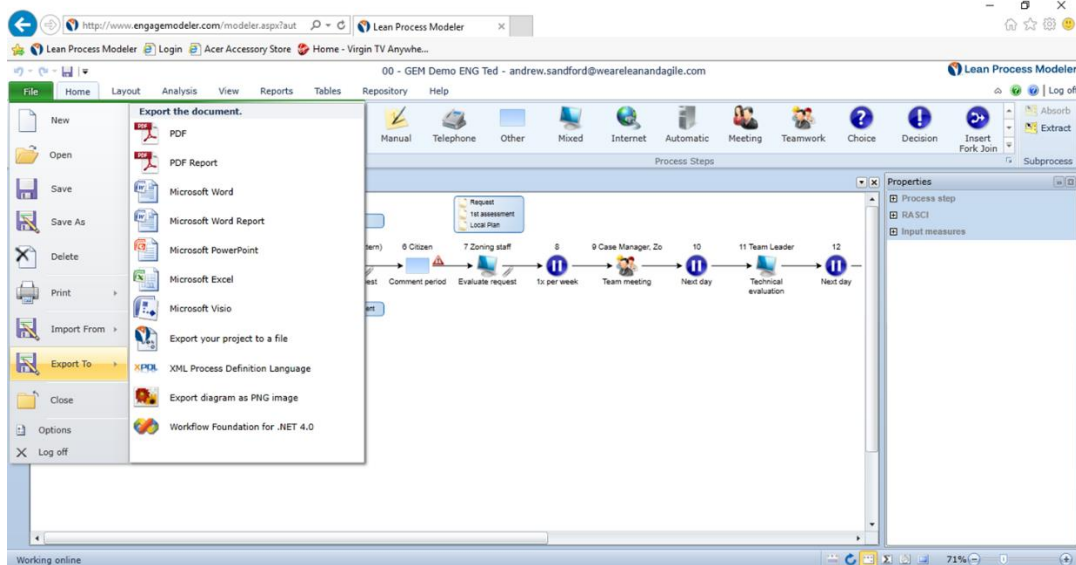 http://www.engagemodeler.com/modeler.aspx?aut
Lean Process Modeler
Lean Process Modeler Login Acer Accessory Store Home - Virgin TV Anywhe...
00 - GEM Demo ENG Ted - andrew.sandford@weareleanandagile.com
Lean Process Modeler
File Home Layout Analysis View Reports Tables Repository Help
Log off
New
Open
Save
Save As
Delete
Print
Import From
Export To
Close
Options
Log off
Export the document.
PDF
PDF Report
Microsoft Word
Microsoft Word Report
Microsoft PowerPoint
Microsoft Excel
Microsoft Visio
Export your project to a file
XPDL XML Process Definition Language
Export diagram as PNG image
Workflow Foundation for .NET 4.0
Manual Telephone Other Mixed Internet Automatic Meeting Teamwork Choice Decision Insert
Fork Join
Absorb
Extract
Process Steps
Subprocess
Request
1st assessment
Local Plan
6 Citizen 7 Zoning staff 8 9 Case Manager, Zo 10 11 Team Leader 12
Comment period Evaluate request 1x per week Team meeting Next day Technical
evaluation
Next day
Properties
Process step
RASCI
Input measures
Working online
71%